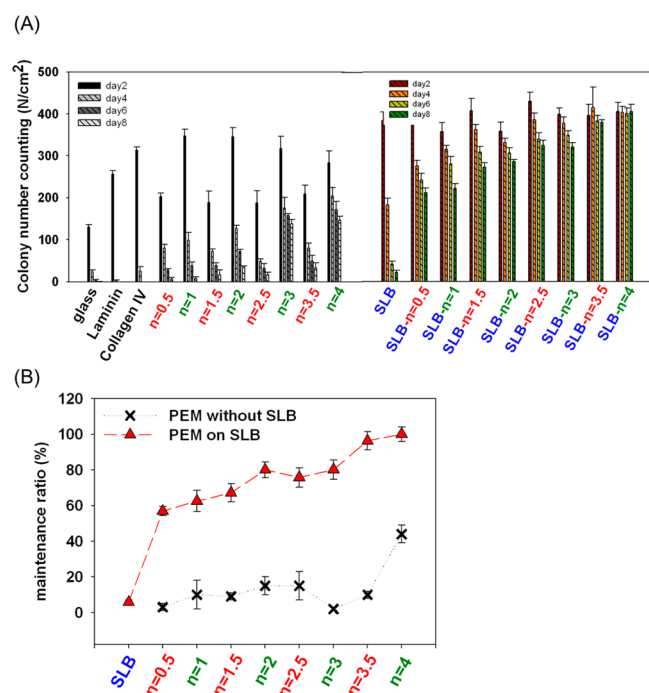 (A)
Colony number counting (N/cm²)
500
400
300
200
100
0
day2
day4
day6
day8
day2
day4
day6
day8
glass
Laminin
Collagen IV
n=0.5
n=1
n=1.5
n=2
n=2.5
n=3
n=3.5
n=4
SLB
SLB-n=0.5
SLB-n=1
SLB-n=1.5
SLB-n=2
SLB-n=2.5
SLB-n=3
SLB-n=3.5
SLB-n=4
(B)
maintenance ratio (%)
120
100
80
60
40
20
0
PEM without SLB
PEM on SLB
SLB
n=0.5
n=1
n=1.5
n=2
n=2.5
n=3
n=3.5
n=4